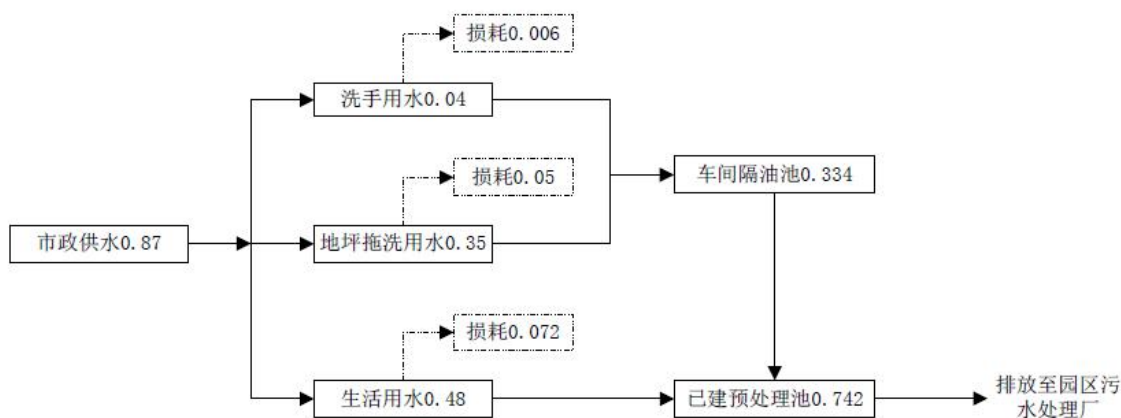 损耗0.006
洗手用水0.04
损耗0.05
车间隔油池0.334
市政供水0.87
地坪拖洗用水0.35
损耗0.072
生活用水0.48
已建预处理池0.742
排放至园区污
水处理厂